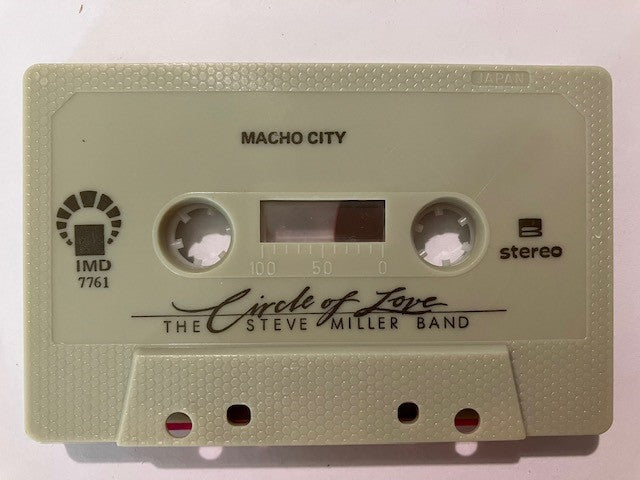 JAPAN
MACHO CITY
B
stereo
IMD
7761
100 50 0
Circle of Love
THE STEVE MILLER BAND